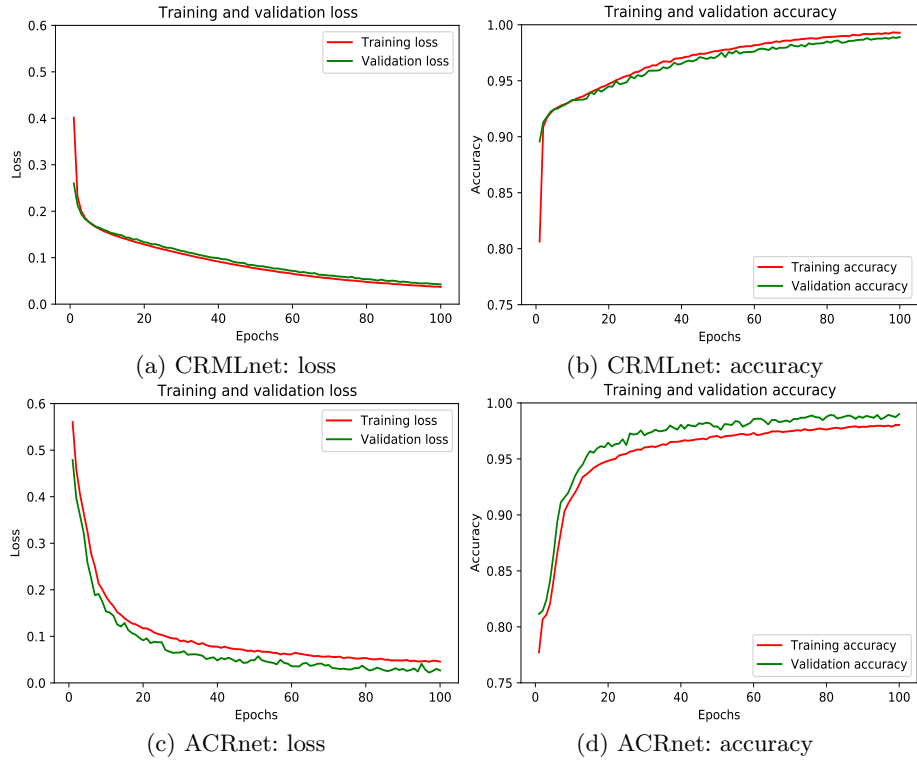 Training and validation loss
0.6
0.5
0.4
0.3
0.2
0.1
0.0
Loss
Training loss
Validation loss
0 20 40 60 80 100
Epochs
(a) CRMLnet: loss
Training and validation accuracy
1.00
0.95
0.90
0.85
0.80
0.75
Accuracy
Training accuracy
Validation accuracy
0 20 40 60 80 100
Epochs
(b) CRMLnet: accuracy
Training and validation loss
0.6
0.5
0.4
0.3
0.2
0.1
0.0
Loss
Training loss
Validation loss
0 20 40 60 80 100
Epochs
(c) ACRnet: loss
Training and validation accuracy
1.00
0.95
0.90
0.85
0.80
0.75
Accuracy
Training accuracy
Validation accuracy
0 20 40 60 80 100
Epochs
(d) ACRnet: accuracy